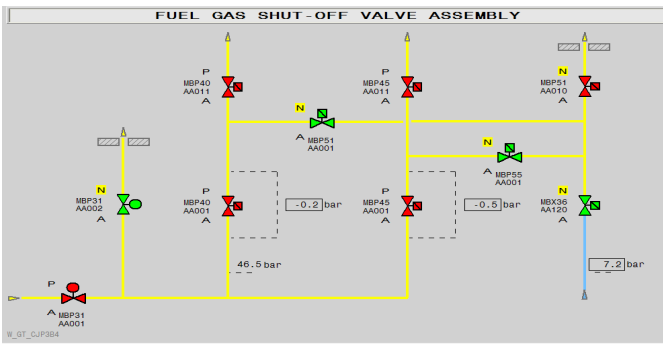 FUEL GAS SHUT-OFF VALVE ASSEMBLY
P
MBP40
AA011
A
P
MBP45
AA011
A
N
MBP51
AA010
A
N
A MBP51
AA001
N
A MBP55
AA001
N
MBP31
AA002
A
P
MBP40
AA001
A
-0.2 bar
P
MBP45
AA001
A
-0.5 bar
N
MBX36
AA120
A
46.5 bar
7.2 bar
A MBP31
AA001
W_GT_CJP3B4